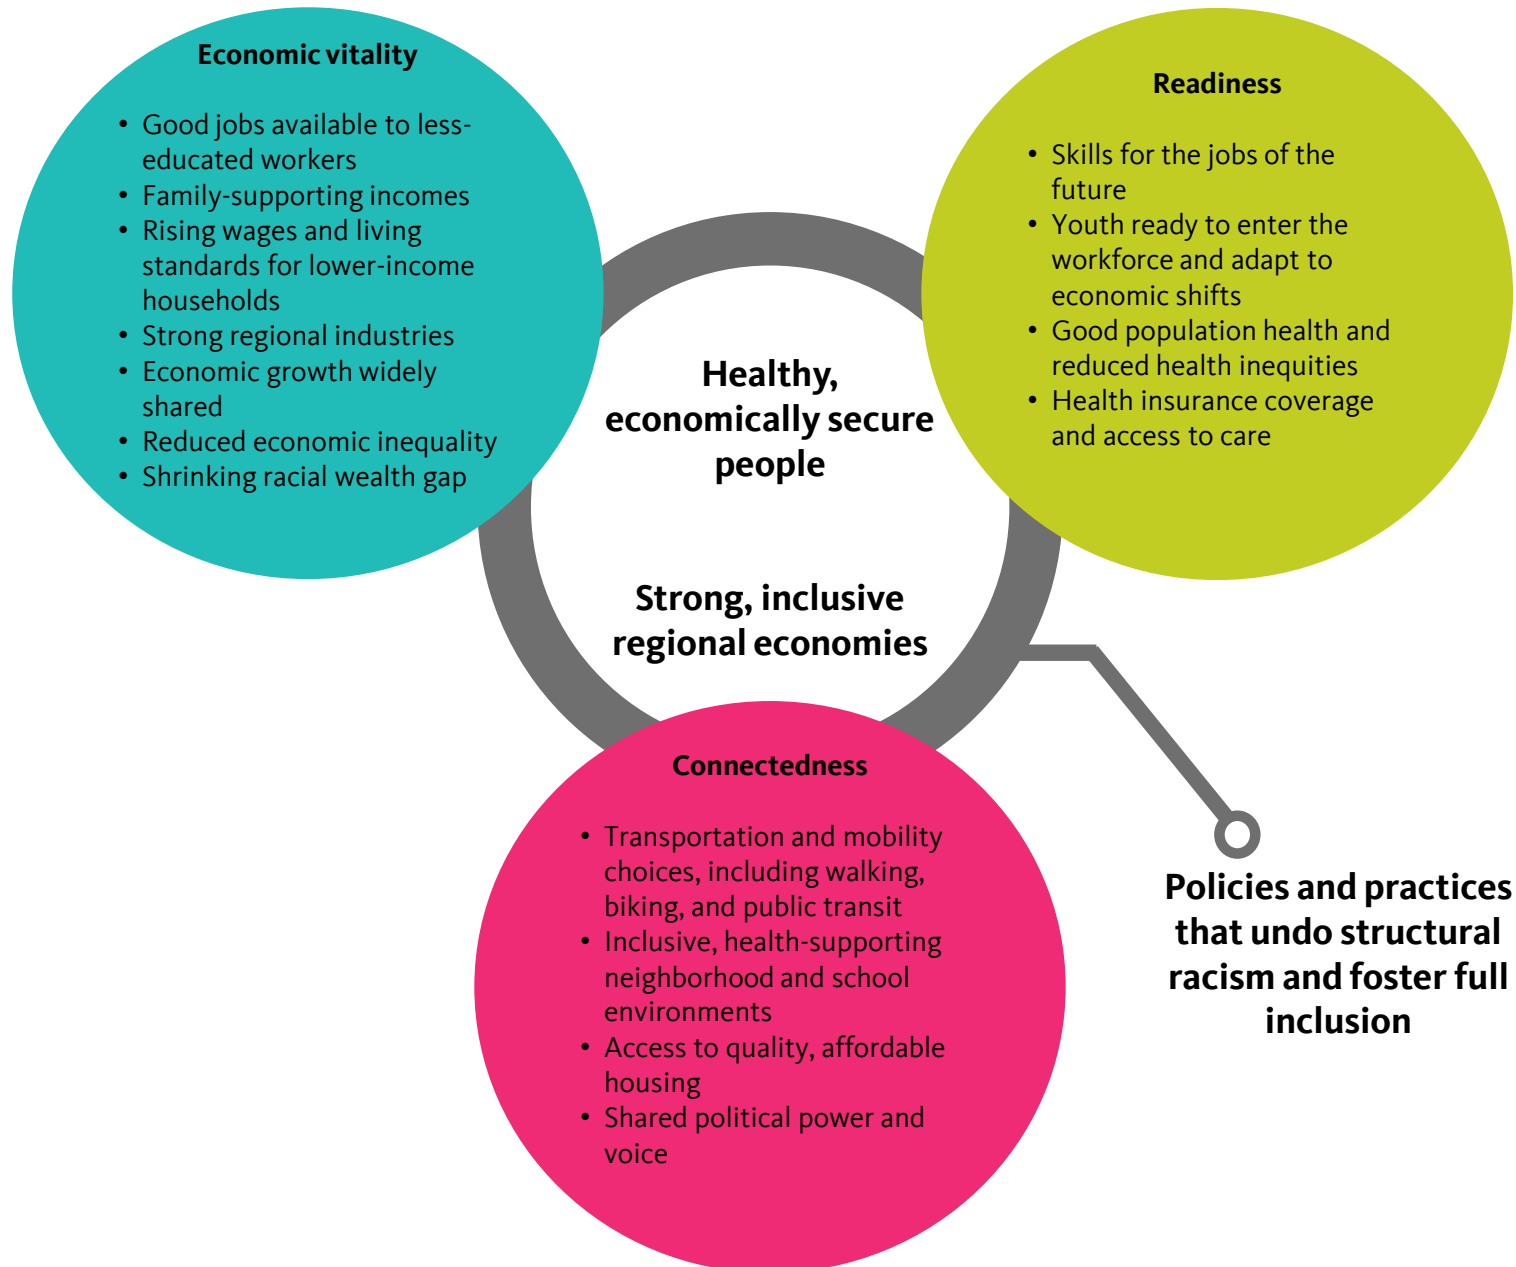 Economic vitality
• Good jobs available to less-
educated workers
• Family-supporting incomes
• Rising wages and living
standards for lower-income
households
• Strong regional industries
• Economic growth widely
shared
• Reduced economic inequality
• Shrinking racial wealth gap
Readiness
• Skills for the jobs of the
future
• Youth ready to enter the
workforce and adapt to
economic shifts
• Good population health and
reduced health inequities
• Health insurance coverage
and access to care
Healthy,
economically secure
people
Strong, inclusive
regional economies
Connectedness
• Transportation and mobility
choices, including walking,
biking, and public transit
• Inclusive, health-supporting
neighborhood and school
environments
• Access to quality, affordable
housing
• Shared political power and
voice
Policies and practices
that undo structural
racism and foster full
inclusion